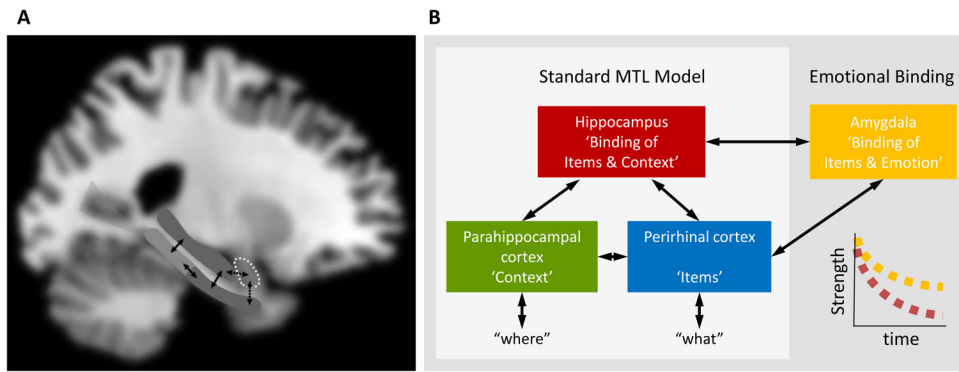 A
B
Standard MTL Model
Emotional Binding
Hippocampus
‘Binding of
Items & Context’
Amygdala
‘Binding of
Items & Emotion’
Parahippocampal
cortex
‘Context’
Perirhinal cortex
‘Items’
“where”
“what”
Strength
time